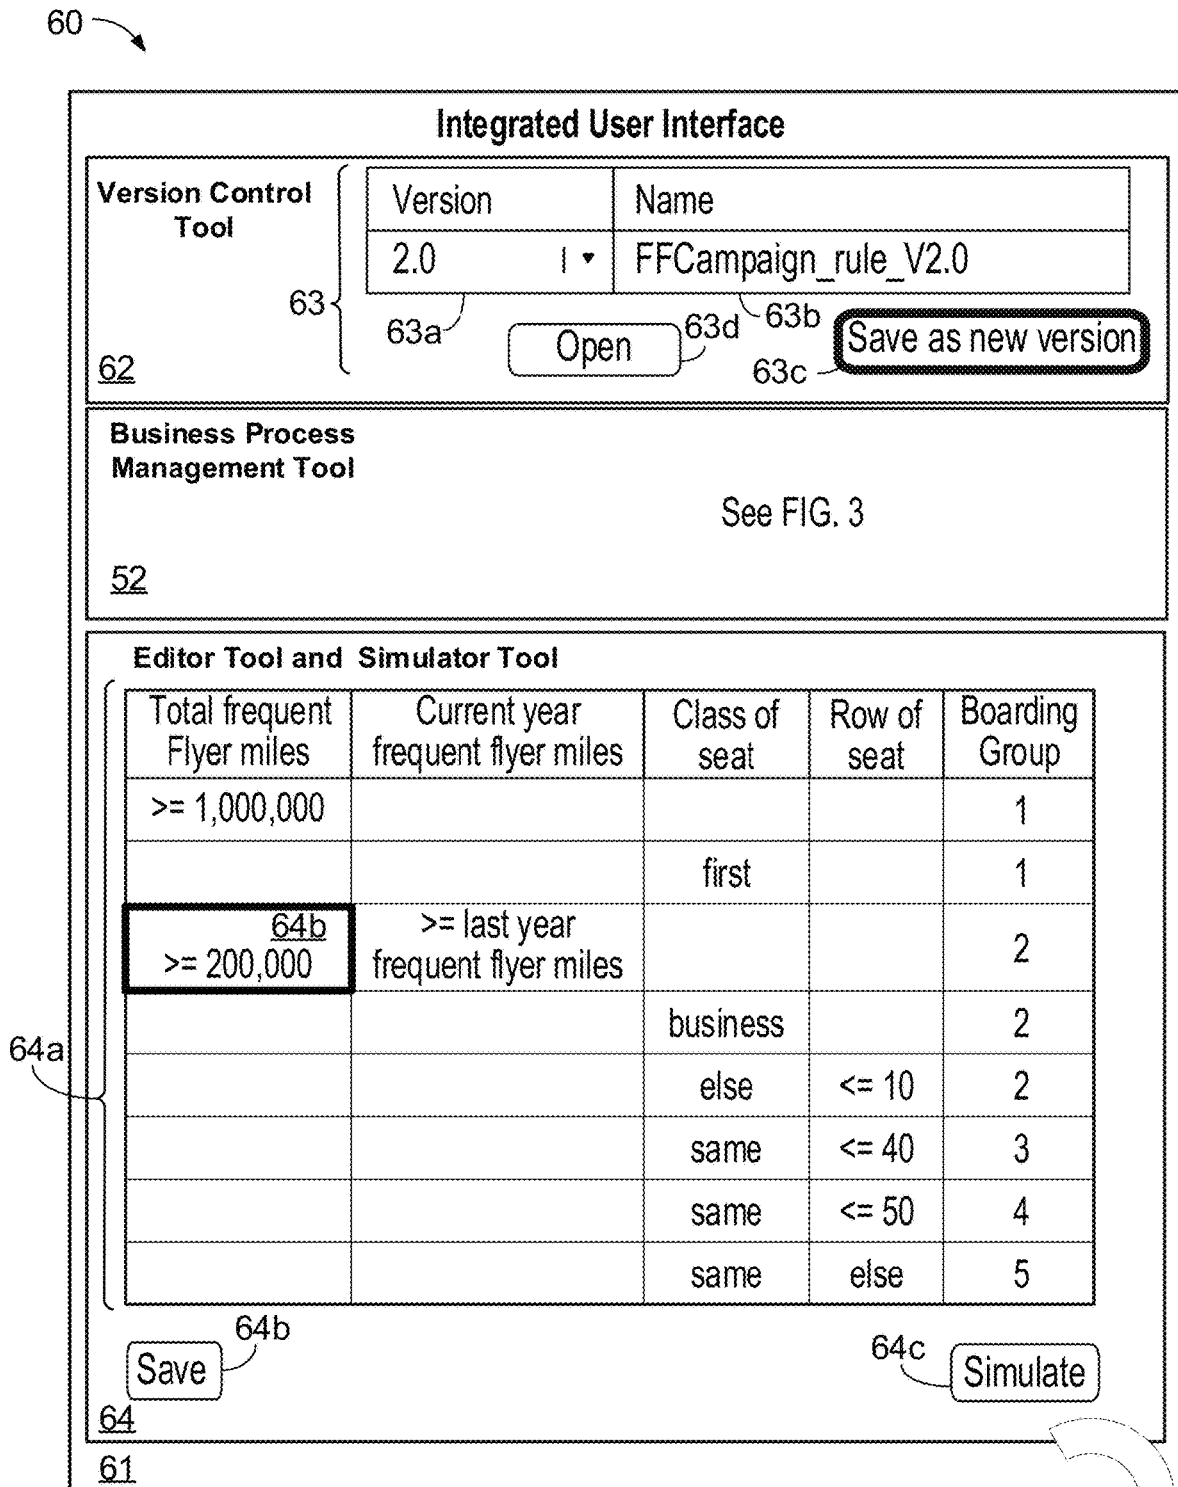 60
Integrated User Interface
Version Control
Tool
Version Name
2.0 FFCampaign_rule_V2.0
63
63a
63b
63d
Open
Save as new version
63c
62
Business Process
Management Tool
See FIG. 3
52
Editor Tool and Simulator Tool
Total frequent
Flyer miles
Current year
frequent flyer miles
Class of
seat
Row of
seat
Boarding
Group
>= 1,000,000 1
first 1
64b
>= 200,000
>= last year
frequent flyer miles
2
business 2
64a
else <= 10 2
same <= 40 3
same <= 50 4
same else 5
64b
Save
64c
Simulate
64
61